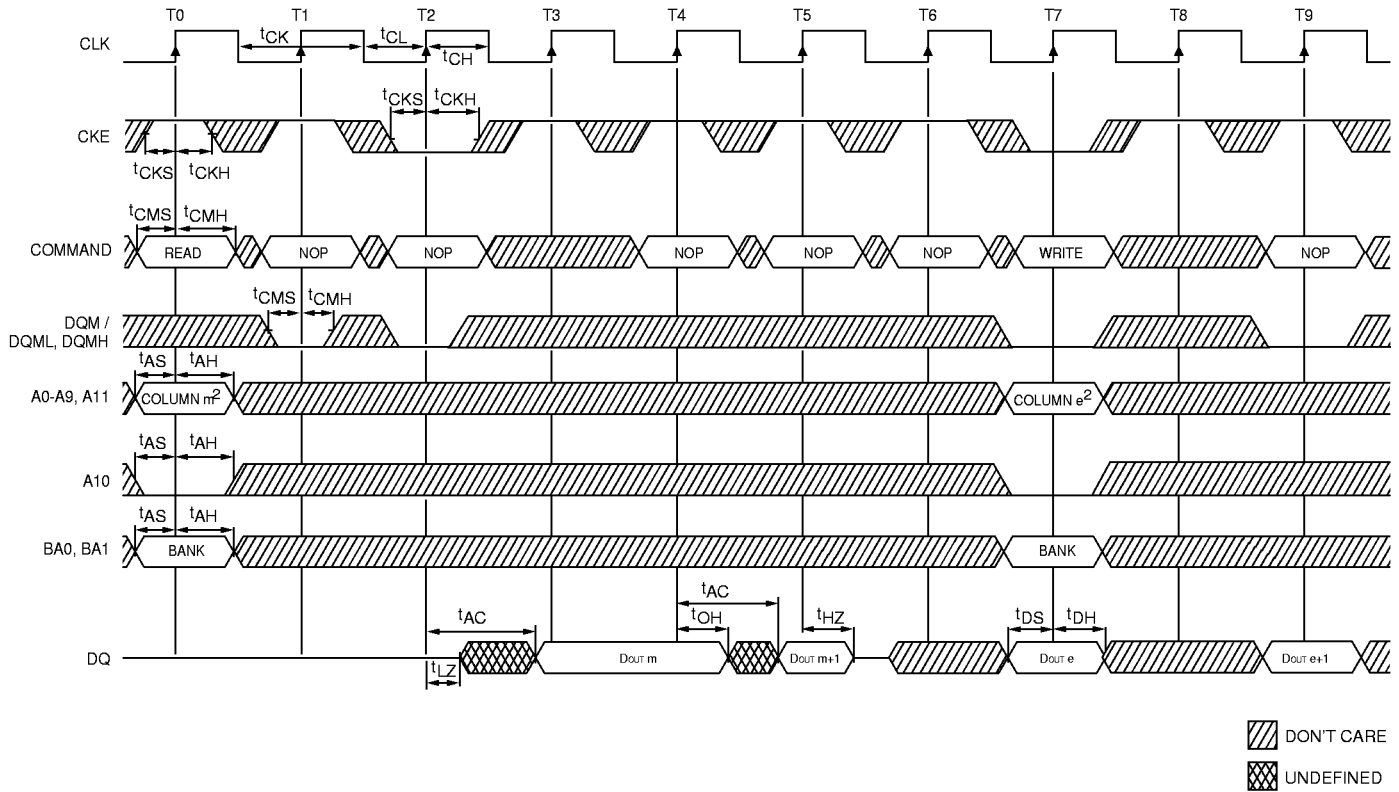 T0 T1 T2 T3 T4 T5 T6 T7 T8 T9
CLK tCK tCL tCH
tCKS tCKH
CKE
tCKS tCKH
tCMS tCMH
COMMAND READ NOP NOP NOP NOP NOP WRITE NOP
tCMS tCMH
DQM /
DQML, DQMH
tAS tAH
A0-A9, A11 COLUMN m2 COLUMN e2
tAS tAH
A10
tAS tAH
BA0, BA1 BANK BANK
tAC
tAC tOH tHZ tDS tDH
DQ DOUT m DOUT m+1 DOUT e DOUT e+1
tLZ
DON'T CARE
UNDEFINED